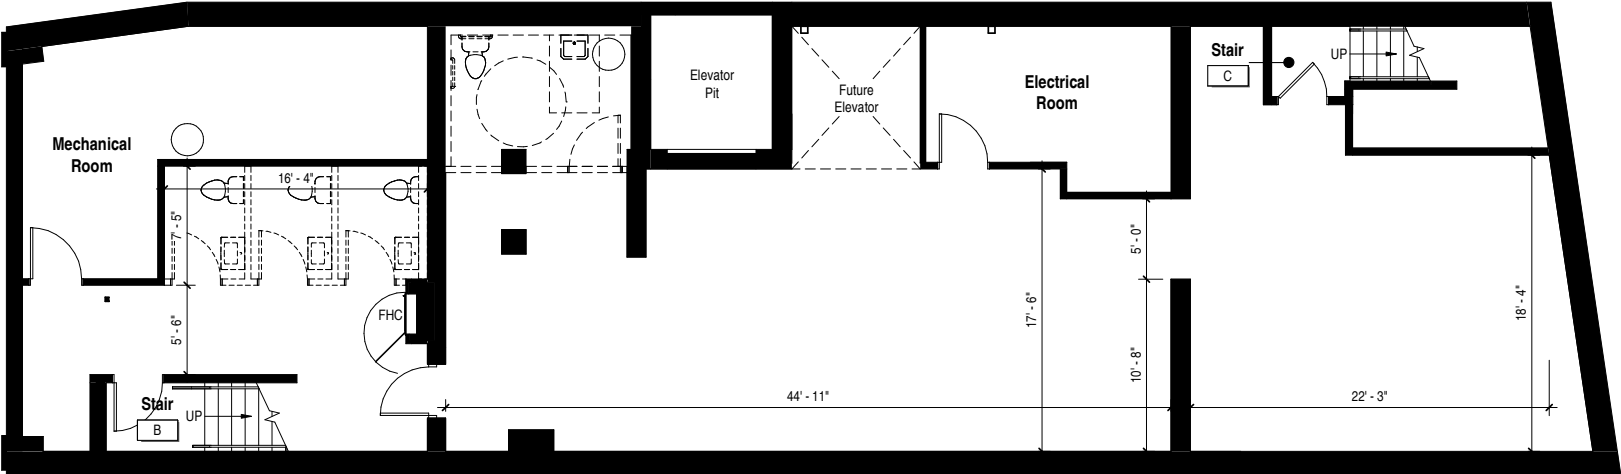 Mechanical
Room
16' - 4"
7' - 5"
5' - 6"
FHC
Stair
B
UP
Elevator
Pit
Future
Elevator
Electrical
Room
Stair
C
UP
5' - 0"
17' - 6"
10' - 8"
18' - 4"
44' - 11"
22' - 3"